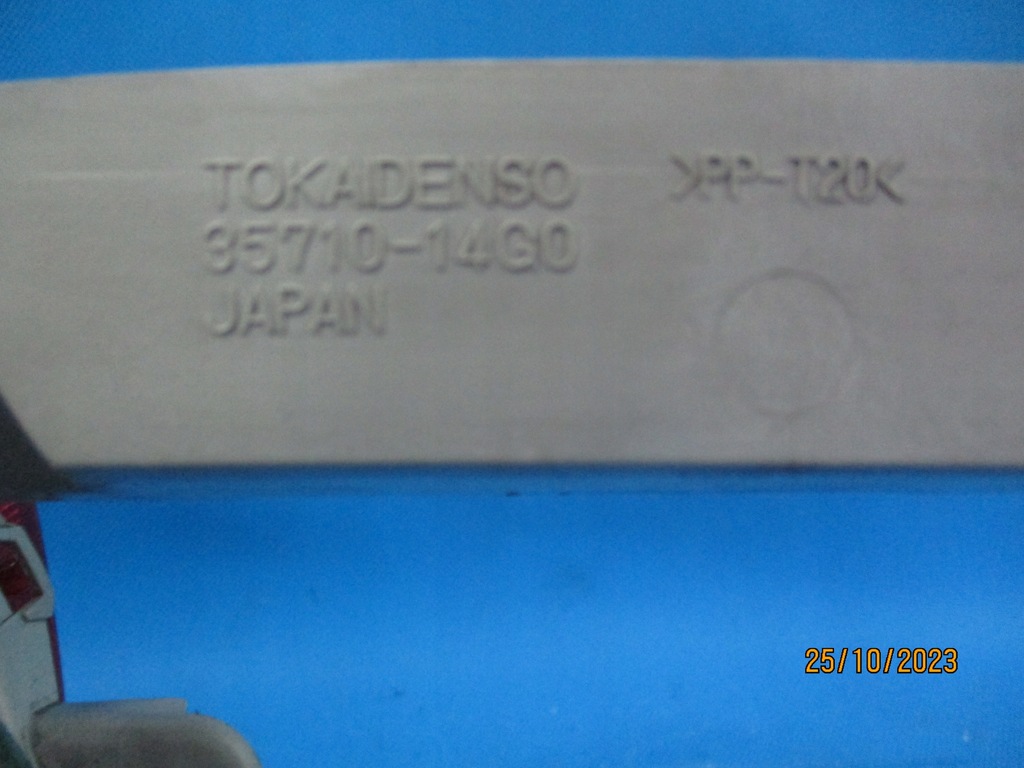 TOKAIDENSO
35710-14G0
JAPAN
>PP-T20<
25/10/2023